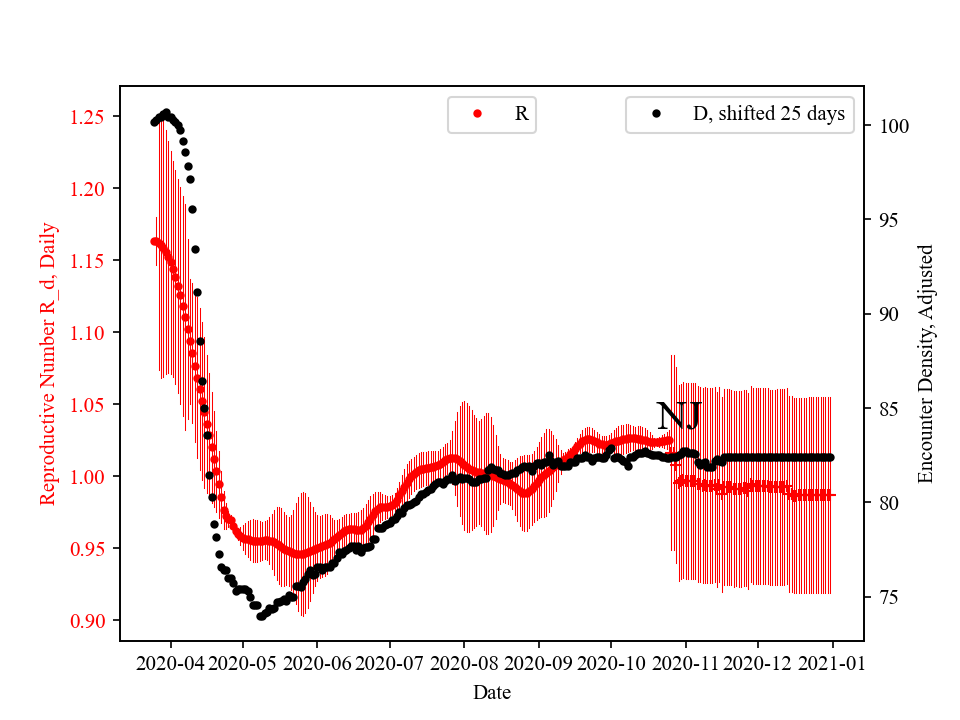 R
D, shifted 25 days
1.25
1.20
1.15
1.10
1.05
1.00
0.95
0.90
Reproductive Number R_d, Daily
NJ
100
95
90
85
80
75
Encounter Density, Adjusted
2020-04 2020-05 2020-06 2020-07 2020-08 2020-09 2020-10 2020-11 2020-12 2021-01
Date